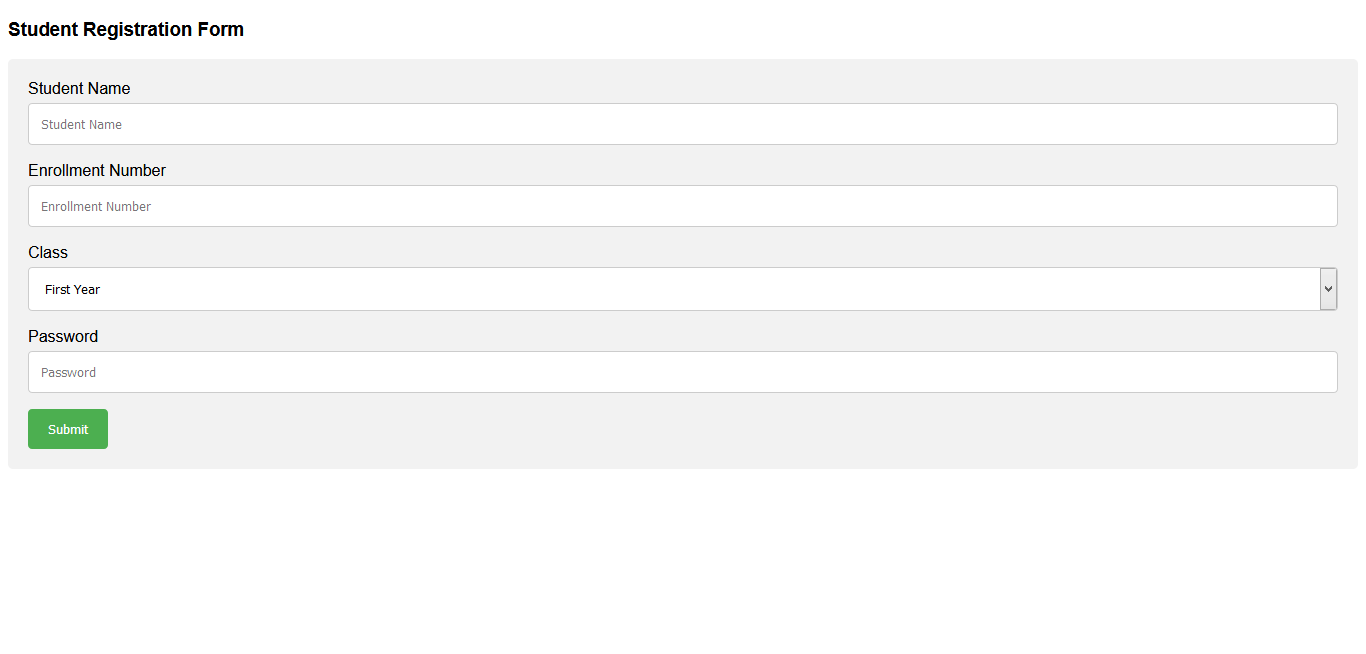 Student Registration Form
Student Name
Student Name
Enrollment Number
Enrollment Number
Class
First Year
Password
Password
Submit